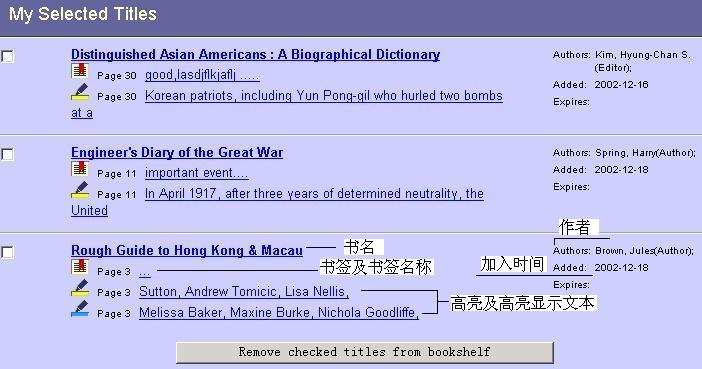 My Selected Titles
Distinguished Asian Americans : A Biographical Dictionary
Page 30 good,lasdjflkjaflj .....
Page 30 Korean patriots, including Yun Pong-gil who hurled two bombs
at a
Authors: Kim, Hyung-Chan S.
(Editor);
Added: 2002-12-16
Expires:
Engineer's Diary of the Great War
Page 11 important event....
Page 11 In April 1917, after three years of determined neutrality, the
United
Authors: Spring, Harry(Author);
Added: 2002-12-18
Expires:
Rough Guide to Hong Kong & Macau 书名
Page 3 ... 书签及书签名称
Page 3 Sutton, Andrew Tomicic, Lisa Nellis,
Page 3 Melissa Baker, Maxine Burke, Nichola Goodliffe,
高亮及高亮显示文本
作者
Authors: Brown, Jules(Author);
加入时间 Added: 2002-12-18
Expires:
Remove checked titles from bookshelf